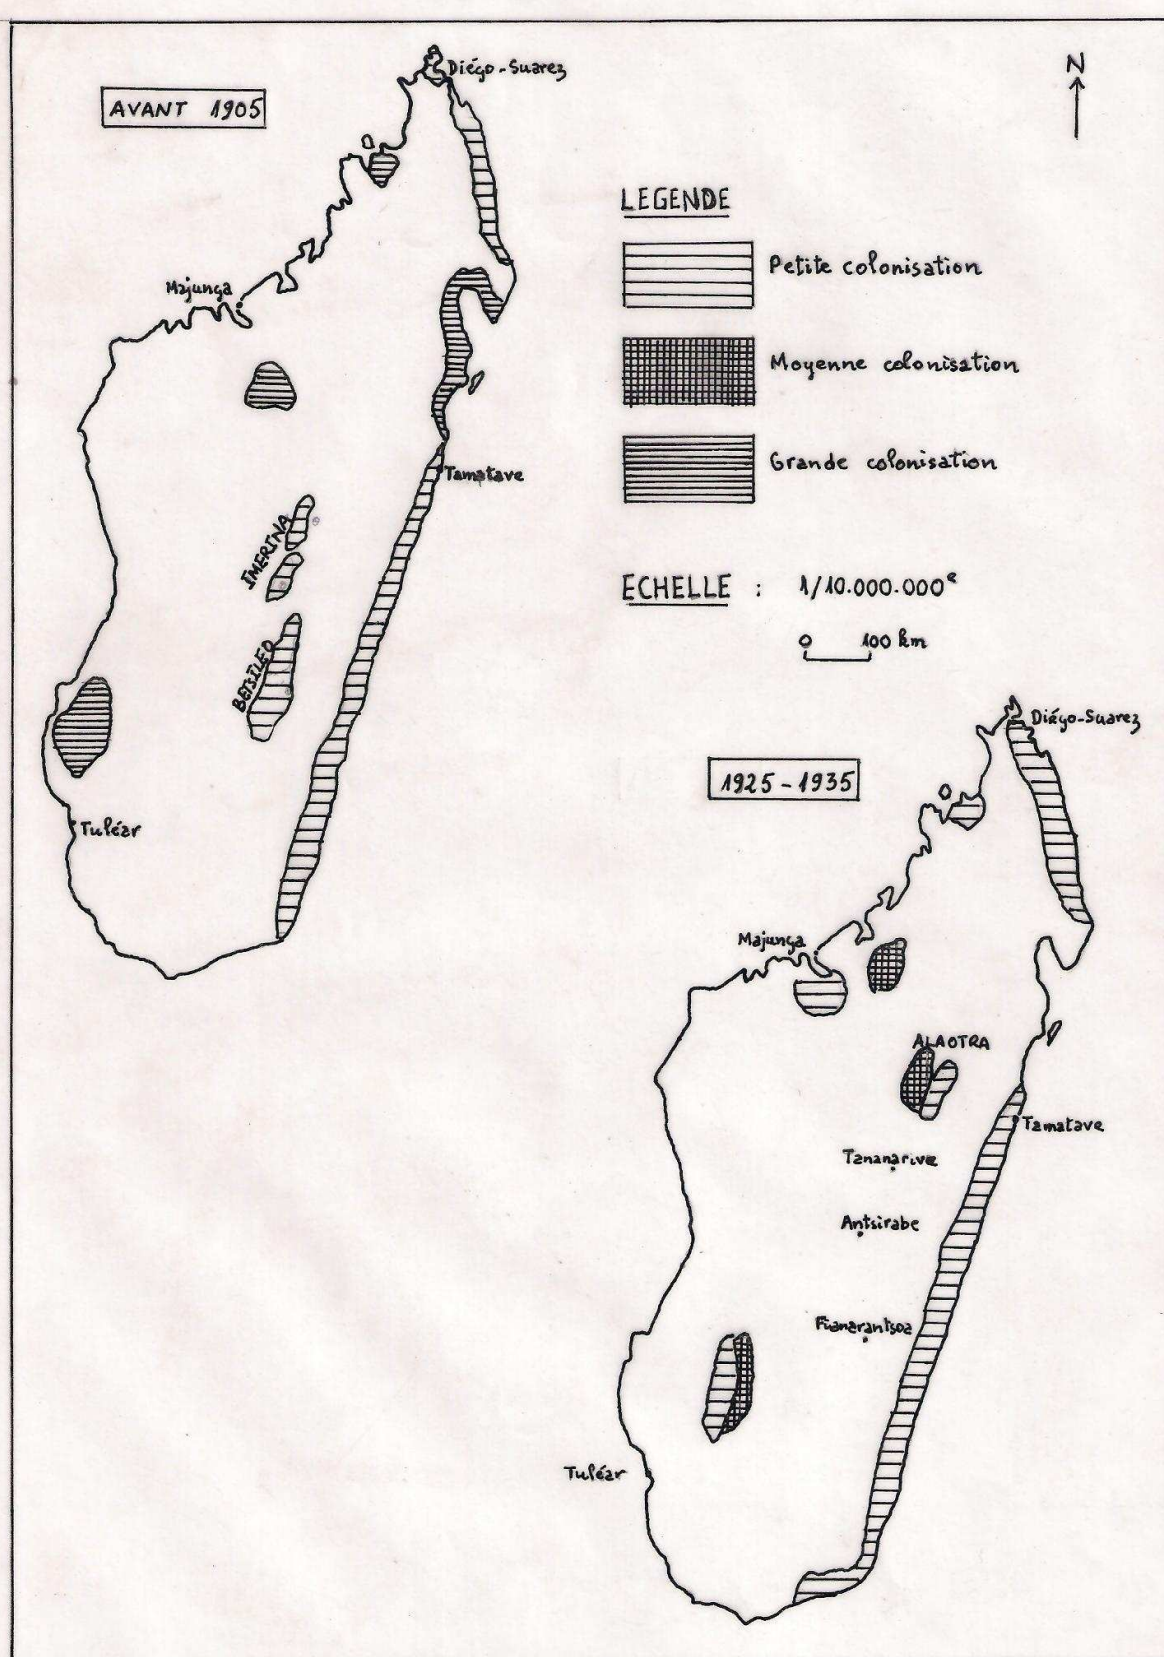 AVANT 1905
Diégo-Suarez
Majunga
Tamatave
IMERINA
BETSILEO
Tuléar
N
LEGENDE
Petite colonisation
Moyenne colonisation
Grande colonisation
ECHELLE : 1/10.000.000e
0 100 km
1925-1935
Diégo-Suarez
Majunga
ALAOTRA
Tamatave
Tananarive
Antsirabe
Fianarantsoa
Tuléar